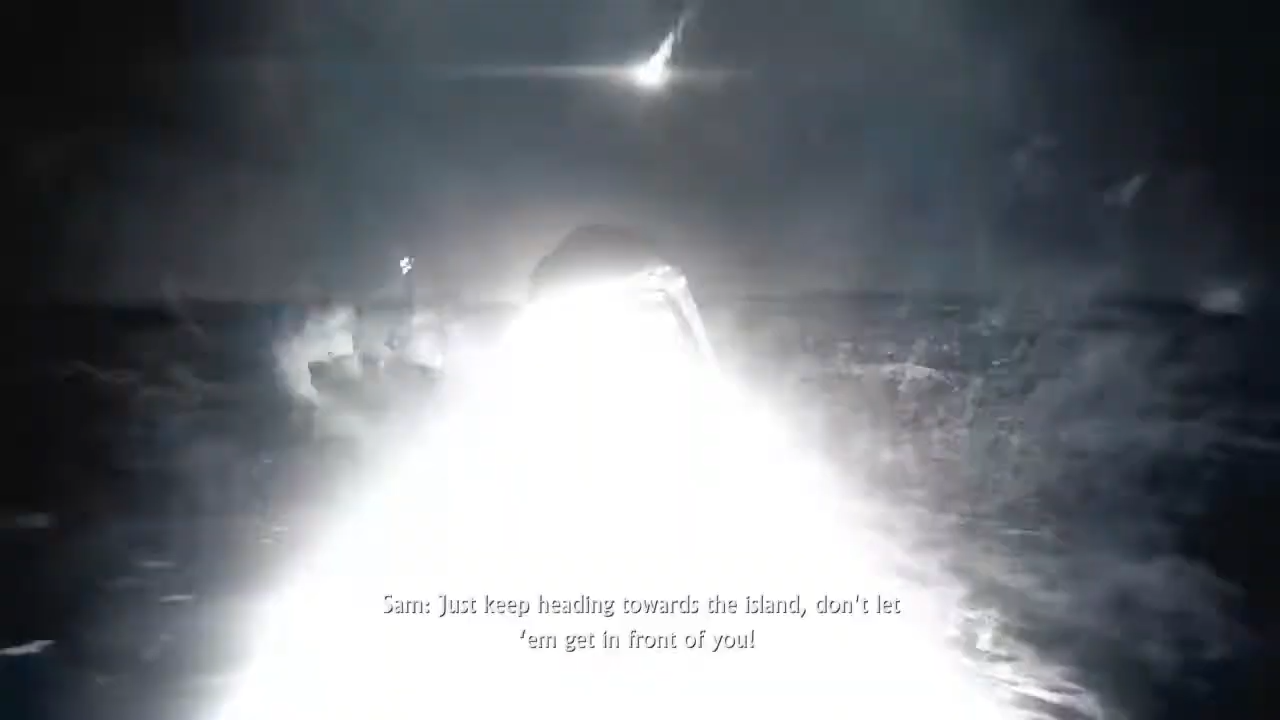 Sam: Just keep heading towards the island, don't let
'em get in front of you!